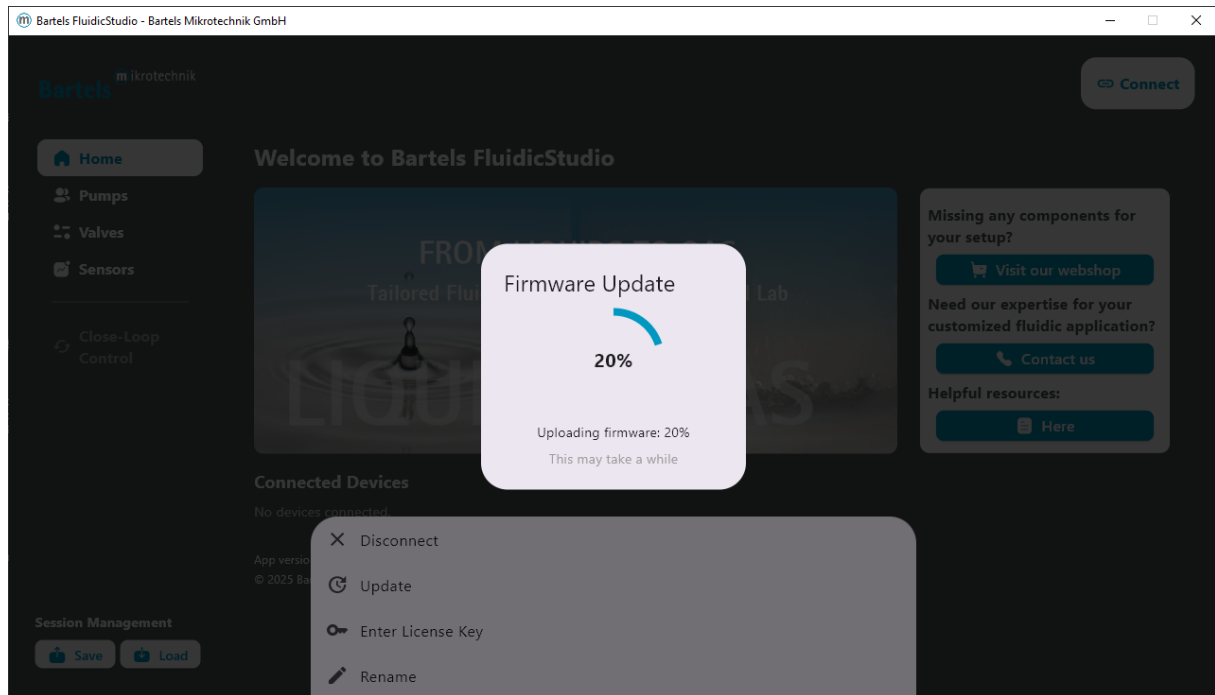 Bartels FluidicStudio - Bartels Mikrotechnik GmbH
Bartels mikrotechnik
Connect
Home
Pumps
Valves
Sensors
Close-Loop
Control
Session Management
Save
Load
Welcome to Bartels FluidicStudio
Missing any components for
your setup?
Visit our webshop
Need our expertise for your
customized fluidic application?
Contact us
Helpful resources:
Here
Firmware Update
20%
Uploading firmware: 20%
This may take a while
Connected Devices
No devices connected.
© 2025
Disconnect
Update
Enter License Key
Rename